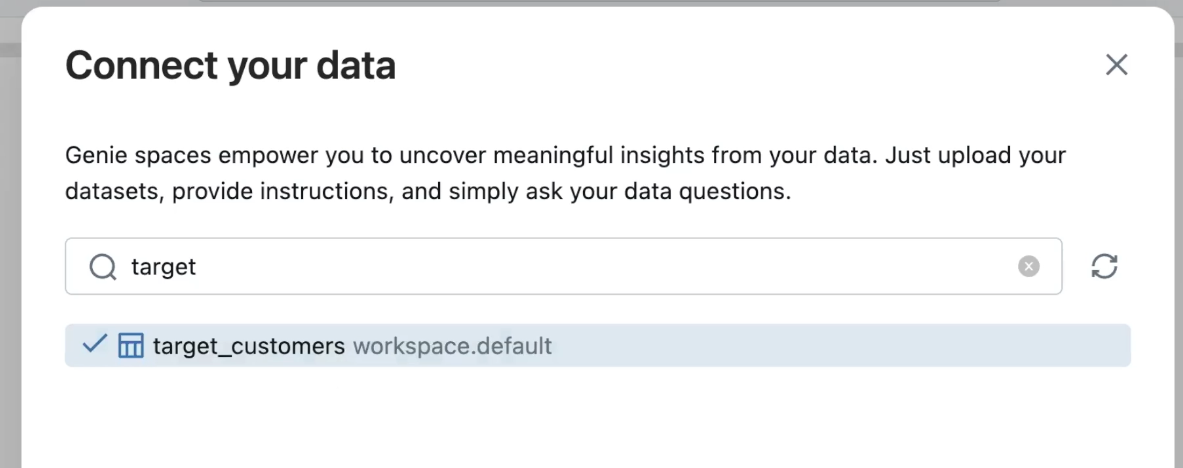 Connect your data
Genie spaces empower you to uncover meaningful insights from your data. Just upload your
datasets, provide instructions, and simply ask your data questions.
target
target_customers workspace.default